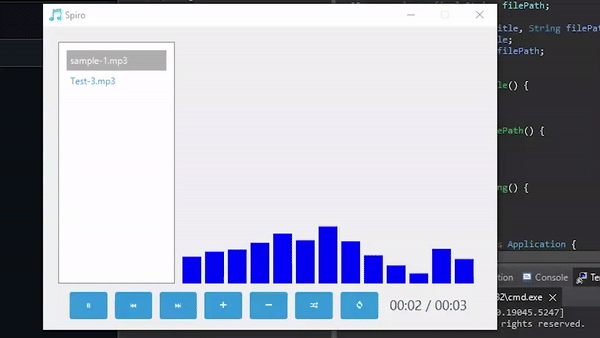 Spiro
sample-1.mp3
Test-3.mp3
00:02 / 00:03
filePath;
itle, String filePath
le;
filePath;
le() {
ePath() {
ng() {
s Application {
tion
Console
Te
32\cmd.exe
0.19045.5247]
rights reserved.